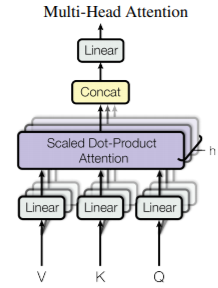 Multi-Head Attention
Linear
Concat
Scaled Dot-Product
Attention
h
Linear
Linear
Linear
V
K
Q